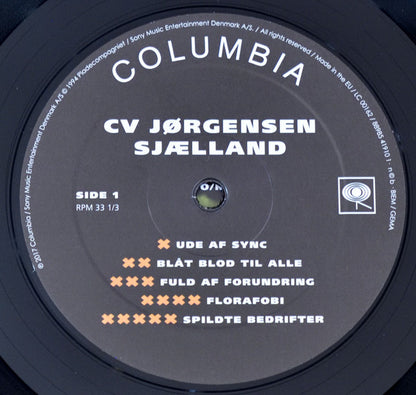 COLUMBIA
℗ 2017 Columbia / Sony Music Entertainment Denmark A/S © 1994 Pladecompagniet / Sony Music Entertainment Denmark A/S. / All rights reserved / Made in the EU / LC 00162 / 88985 41910 1 · n©b · BIEM / GEMA
CV JØRGENSEN
SJÆLLAND
SIDE 1
RPM 33 1/3
UDE AF SYNC
BLÅT BLOD TIL ALLE
FULD AF FORUNDRING
FLORAFOBI
SPILDTE BEDRIFTER